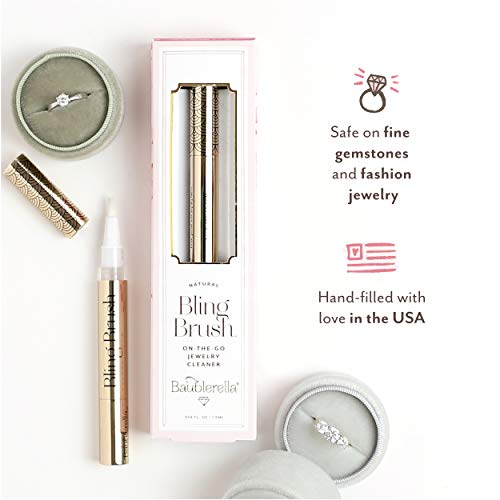 Safe on fine
gemstones
and fashion
jewelry
Hand-filled with
love in the USA
NATURAL
Bling
Brush
ON-THE-GO
JEWELRY
CLEANER
Baublerella®
Bling Brush